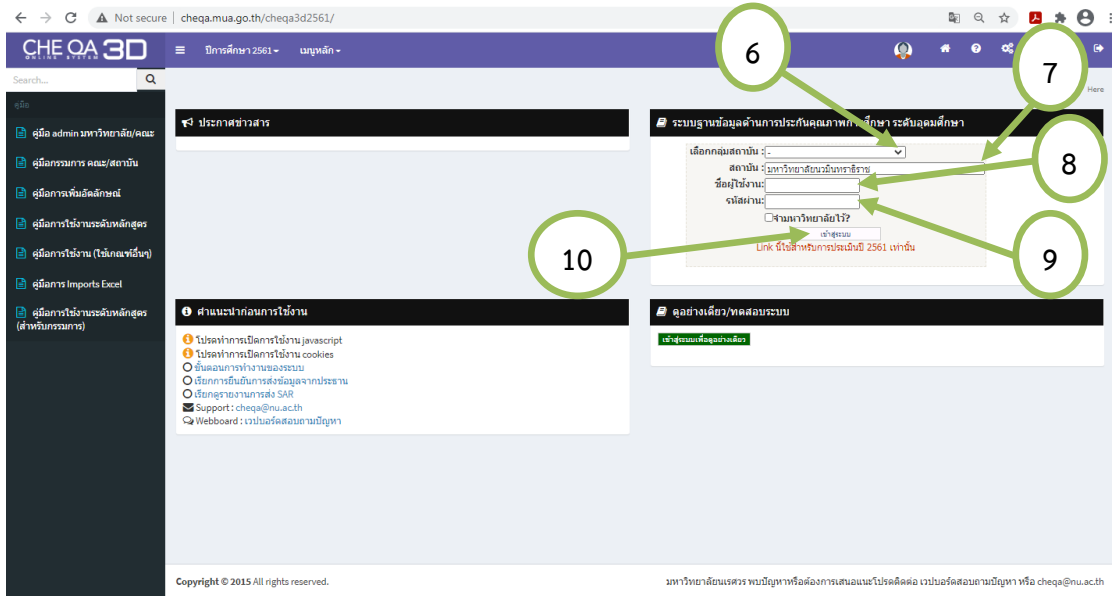 Not secure | cheqa.mua.go.th/cheqa3d2561/
CHE QA 3D
ONLINE SYSTEM
ปีการศึกษา 2561 เมนูหลัก
6
7
Search...
Here
คู่มือ
คู่มือ admin มหาวิทยาลัย/คณะ
คู่มือกรรมการ คณะ/สถาบัน
คู่มือการเพิ่มอัตลักษณ์
คู่มือการใช้งานระดับหลักสูตร
คู่มือการใช้งาน (ใช้เกณฑ์อื่นๆ)
คู่มือการ Imports Excel
คู่มือการใช้งานระดับหลักสูตร
(สำหรับกรรมการ)
ประกาศข่าวสาร
ระบบฐานข้อมูลด้านการประกันคุณภาพการศึกษา ระดับอุดมศึกษา
เลือกกลุ่มสถาบัน : -
สถาบัน : มหาวิทยาลัยนวมินทราธิราช
ชื่อผู้ใช้งาน:
รหัสผ่าน:
จำมหาวิทยาลัยไว้?
เข้าสู่ระบบ
Link นี้ใช้สำหรับการประเมินปี 2561 เท่านั้น
8
9
10
คำแนะนำก่อนการใช้งาน
โปรดทำการเปิดการใช้งาน javascript
โปรดทำการเปิดการใช้งาน cookies
ขั้นตอนการทำงานของระบบ
เรียกการยืนยันการส่งข้อมูลจากประธาน
เรียกดูรายงานการส่ง SAR
Support : cheqa@nu.ac.th
Webboard : เวปบอร์ดสอบถามปัญหา
ดูอย่างเดียว/ทดสอบระบบ
เข้าสู่ระบบเพื่อดูอย่างเดียว
Copyright © 2015 All rights reserved.
มหาวิทยาลัยนเรศวร พบปัญหาหรือต้องการเสนอแนะโปรดติดต่อ เวปบอร์ดสอบถามปัญหา หรือ cheqa@nu.ac.th